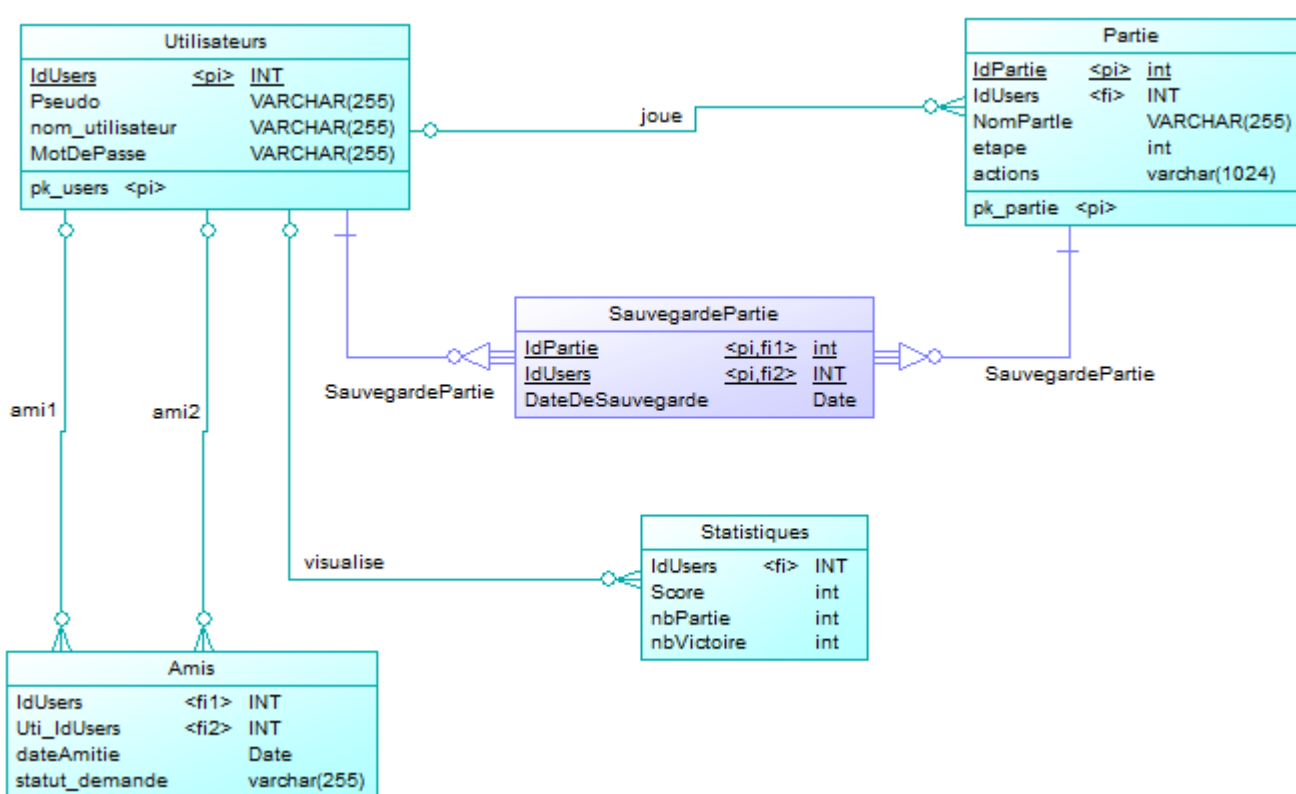 Utilisateurs
IdUsers <pi> INT
Pseudo VARCHAR(255)
nom_utilisateur VARCHAR(255)
MotDePasse VARCHAR(255)
pk_users <pi>
joue
Partie
IdPartie <pi> int
IdUsers <fi> INT
NomPartIe VARCHAR(255)
etape int
actions varchar(1024)
pk_partie <pi>
SauvegardePartie
IdPartie <pi,fi1> int
IdUsers <pi,fi2> INT
DateDeSauvegarde Date
SauvegardePartie
SauvegardePartie
ami1
ami2
visualise
Statistiques
IdUsers <fi> INT
Score int
nbPartie int
nbVictoire int
Amis
IdUsers <fi1> INT
Uti_IdUsers <fi2> INT
dateAmitie Date
statut_demande varchar(255)